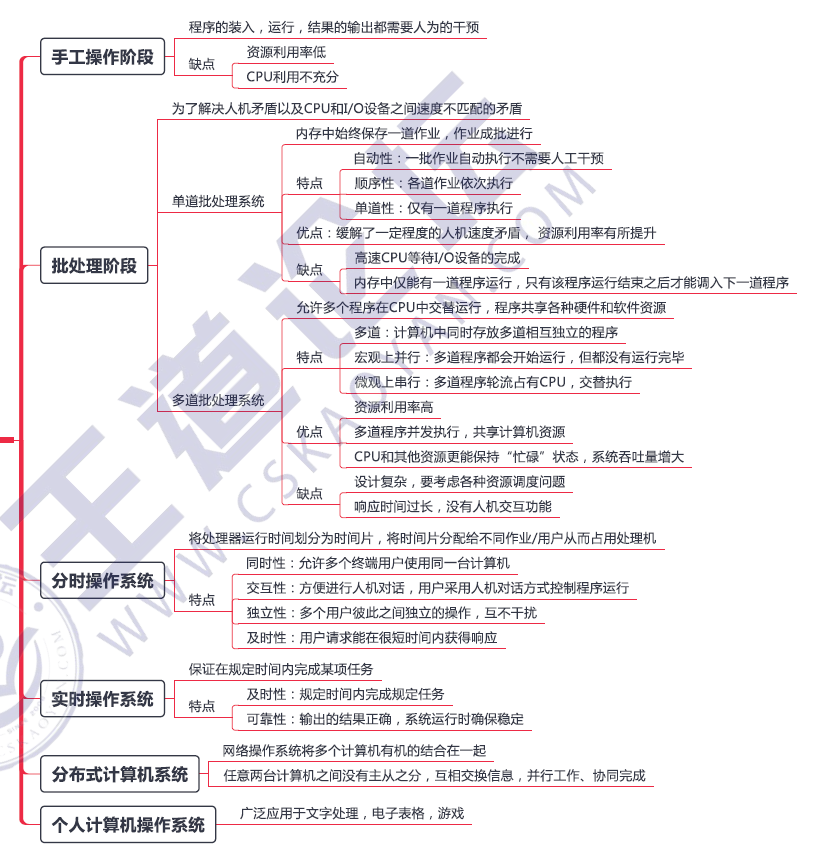 手工操作阶段
程序的装入，运行，结果的输出都需要人为的干预
缺点
资源利用率低
CPU利用不充分
批处理阶段
为了解决人机矛盾以及CPU和I/O设备之间速度不匹配的矛盾
单道批处理系统
内存中始终保存一道作业，作业成批进行
特点
自动性：一批作业自动执行不需要人工干预
顺序性：各道作业依次执行
单道性：仅有一道程序执行
优点：缓解了一定程度的人机速度矛盾， 资源利用率有所提升
缺点
高速CPU等待I/O设备的完成
内存中仅能有一道程序运行，只有该程序运行结束之后才能调入下一道程序
多道批处理系统
允许多个程序在CPU中交替运行，程序共享各种硬件和软件资源
特点
多道：计算机中同时存放多道相互独立的程序
宏观上并行：多道程序都会开始运行，但都没有运行完毕
微观上串行：多道程序轮流占有CPU，交替执行
优点
资源利用率高
多道程序并发执行，共享计算机资源
CPU和其他资源更能保持“忙碌”状态，系统吞吐量增大
缺点
设计复杂，要考虑各种资源调度问题
响应时间过长，没有人机交互功能
分时操作系统
将处理器运行时间划分为时间片，将时间片分配给不同作业/用户从而占用处理机
特点
同时性：允许多个终端用户使用同一台计算机
交互性：方便进行人机对话，用户采用人机对话方式控制程序运行
独立性：多个用户彼此之间独立的操作，互不干扰
及时性：用户请求能在很短时间内获得响应
实时操作系统
保证在规定时间内完成某项任务
特点
及时性：规定时间内完成规定任务
可靠性：输出的结果正确，系统运行时确保稳定
分布式计算机系统
网络操作系统将多个计算机有机的结合在一起
任意两台计算机之间没有主从之分，互相交换信息，并行工作、协同完成
个人计算机操作系统
广泛应用于文字处理，电子表格，游戏
王道论坛
WWW.CSKAOYAN.COM